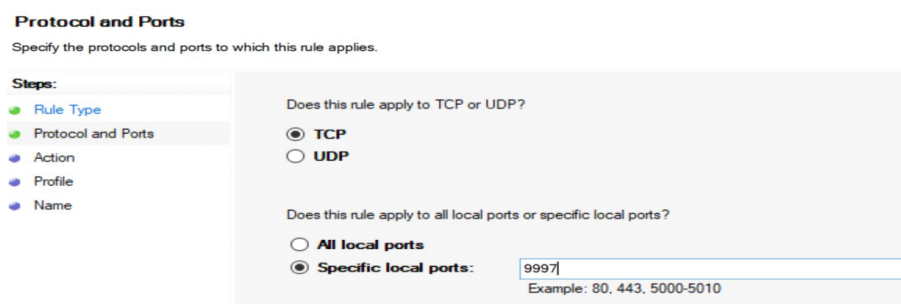 Protocol and Ports
Specify the protocols and ports to which this rule applies.
Steps:
Rule Type
Protocol and Ports
Action
Profile
Name
Does this rule apply to TCP or UDP?
TCP
UDP
Does this rule apply to all local ports or specific local ports?
All local ports
Specific local ports: 9997
Example: 80, 443, 5000-5010